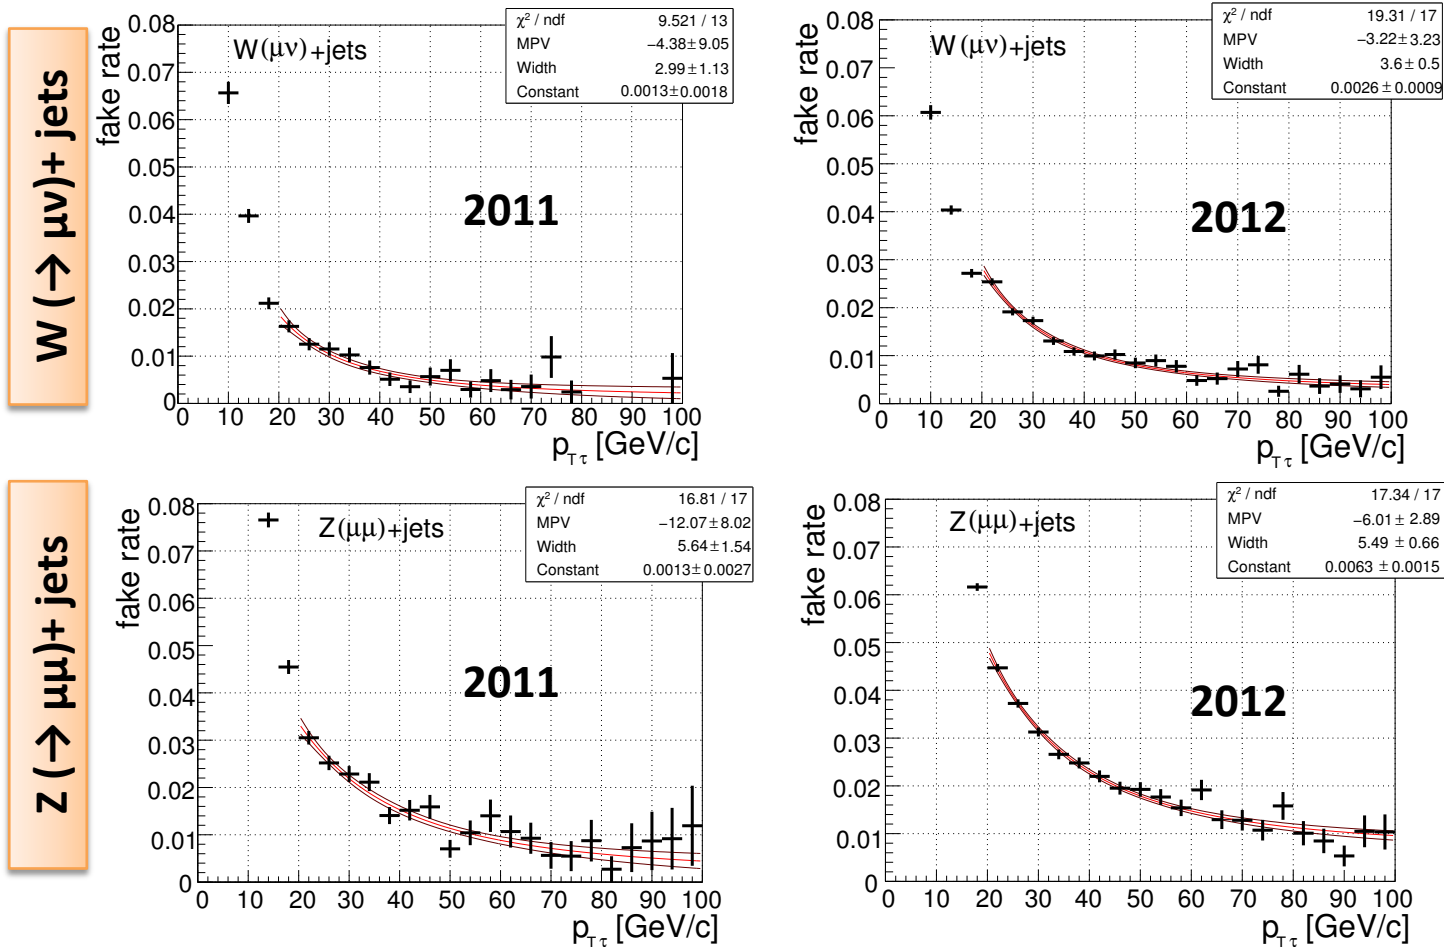 W (→ μν)+ jets
fake rate
0.08
0.07
0.06
0.05
0.04
0.03
0.02
0.01
0
W(μν)+jets
χ² / ndf 9.521 / 13
MPV −4.38±9.05
Width 2.99±1.13
Constant 0.0013±0.0018
2011
0 10 20 30 40 50 60 70 80 90 100
pTτ [GeV/c]
fake rate
0.08
0.07
0.06
0.05
0.04
0.03
0.02
0.01
0
W(μν)+jets
χ² / ndf 19.31 / 17
MPV −3.22±3.23
Width 3.6±0.5
Constant 0.0026±0.0009
2012
0 10 20 30 40 50 60 70 80 90 100
pTτ [GeV/c]
Z (→ μμ)+ jets
fake rate
0.08
0.07
0.06
0.05
0.04
0.03
0.02
0.01
0
Z(μμ)+jets
χ² / ndf 16.81 / 17
MPV −12.07±8.02
Width 5.64±1.54
Constant 0.0013±0.0027
2011
0 10 20 30 40 50 60 70 80 90 100
pTτ [GeV/c]
fake rate
0.08
0.07
0.06
0.05
0.04
0.03
0.02
0.01
0
Z(μμ)+jets
χ² / ndf 17.34 / 17
MPV −6.01 ± 2.89
Width 5.49 ± 0.66
Constant 0.0063 ± 0.0015
2012
0 10 20 30 40 50 60 70 80 90 100
pTτ [GeV/c]